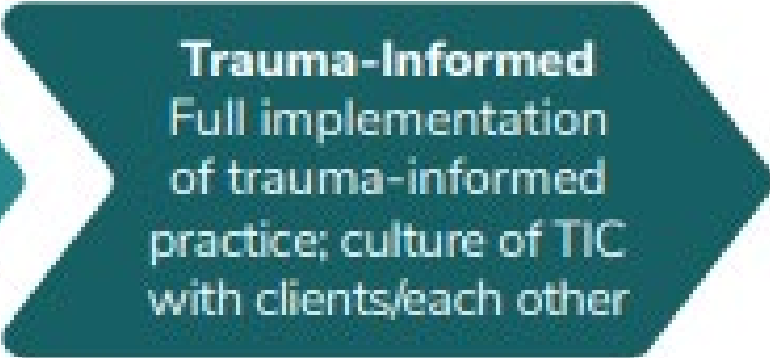 Trauma-Informed
Full implementation
of trauma-informed
practice; culture of TIC
with clients/each other